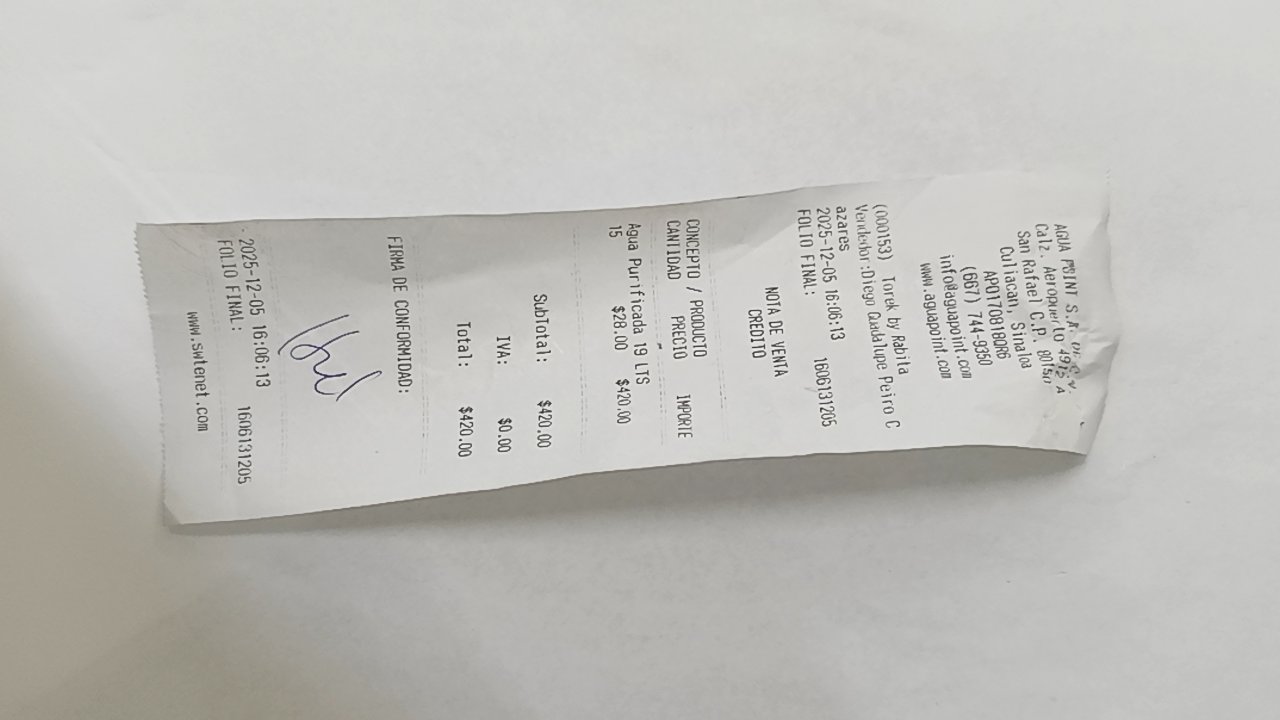 AGUA POINT S.A. DE C.V.
Calz. Aeropuerto 4912 A
San Rafael C.P. 80150
Culiacan, Sinaloa
APO170818QR6
(667) 744-9350
info@aguapoint.com
www.aguapoint.com
(000153) Torek by Rabita
Vendedor:Diego Guadalupe Peiro C
azares
2025-12-05 16:06:13
FOLIO FINAL: 1606131205
NOTA DE VENTA
CREDITO
CONCEPTO / PRODUCTO
CANTIDAD PRECIO IMPORTE
Agua Purificada 19 LTS
15 $28.00 $420.00
SubTotal: $420.00
IVA: $0.00
Total: $420.00
FIRMA DE CONFORMIDAD:
2025-12-05 16:06:13
FOLIO FINAL: 1606131205
www.swtenet.com